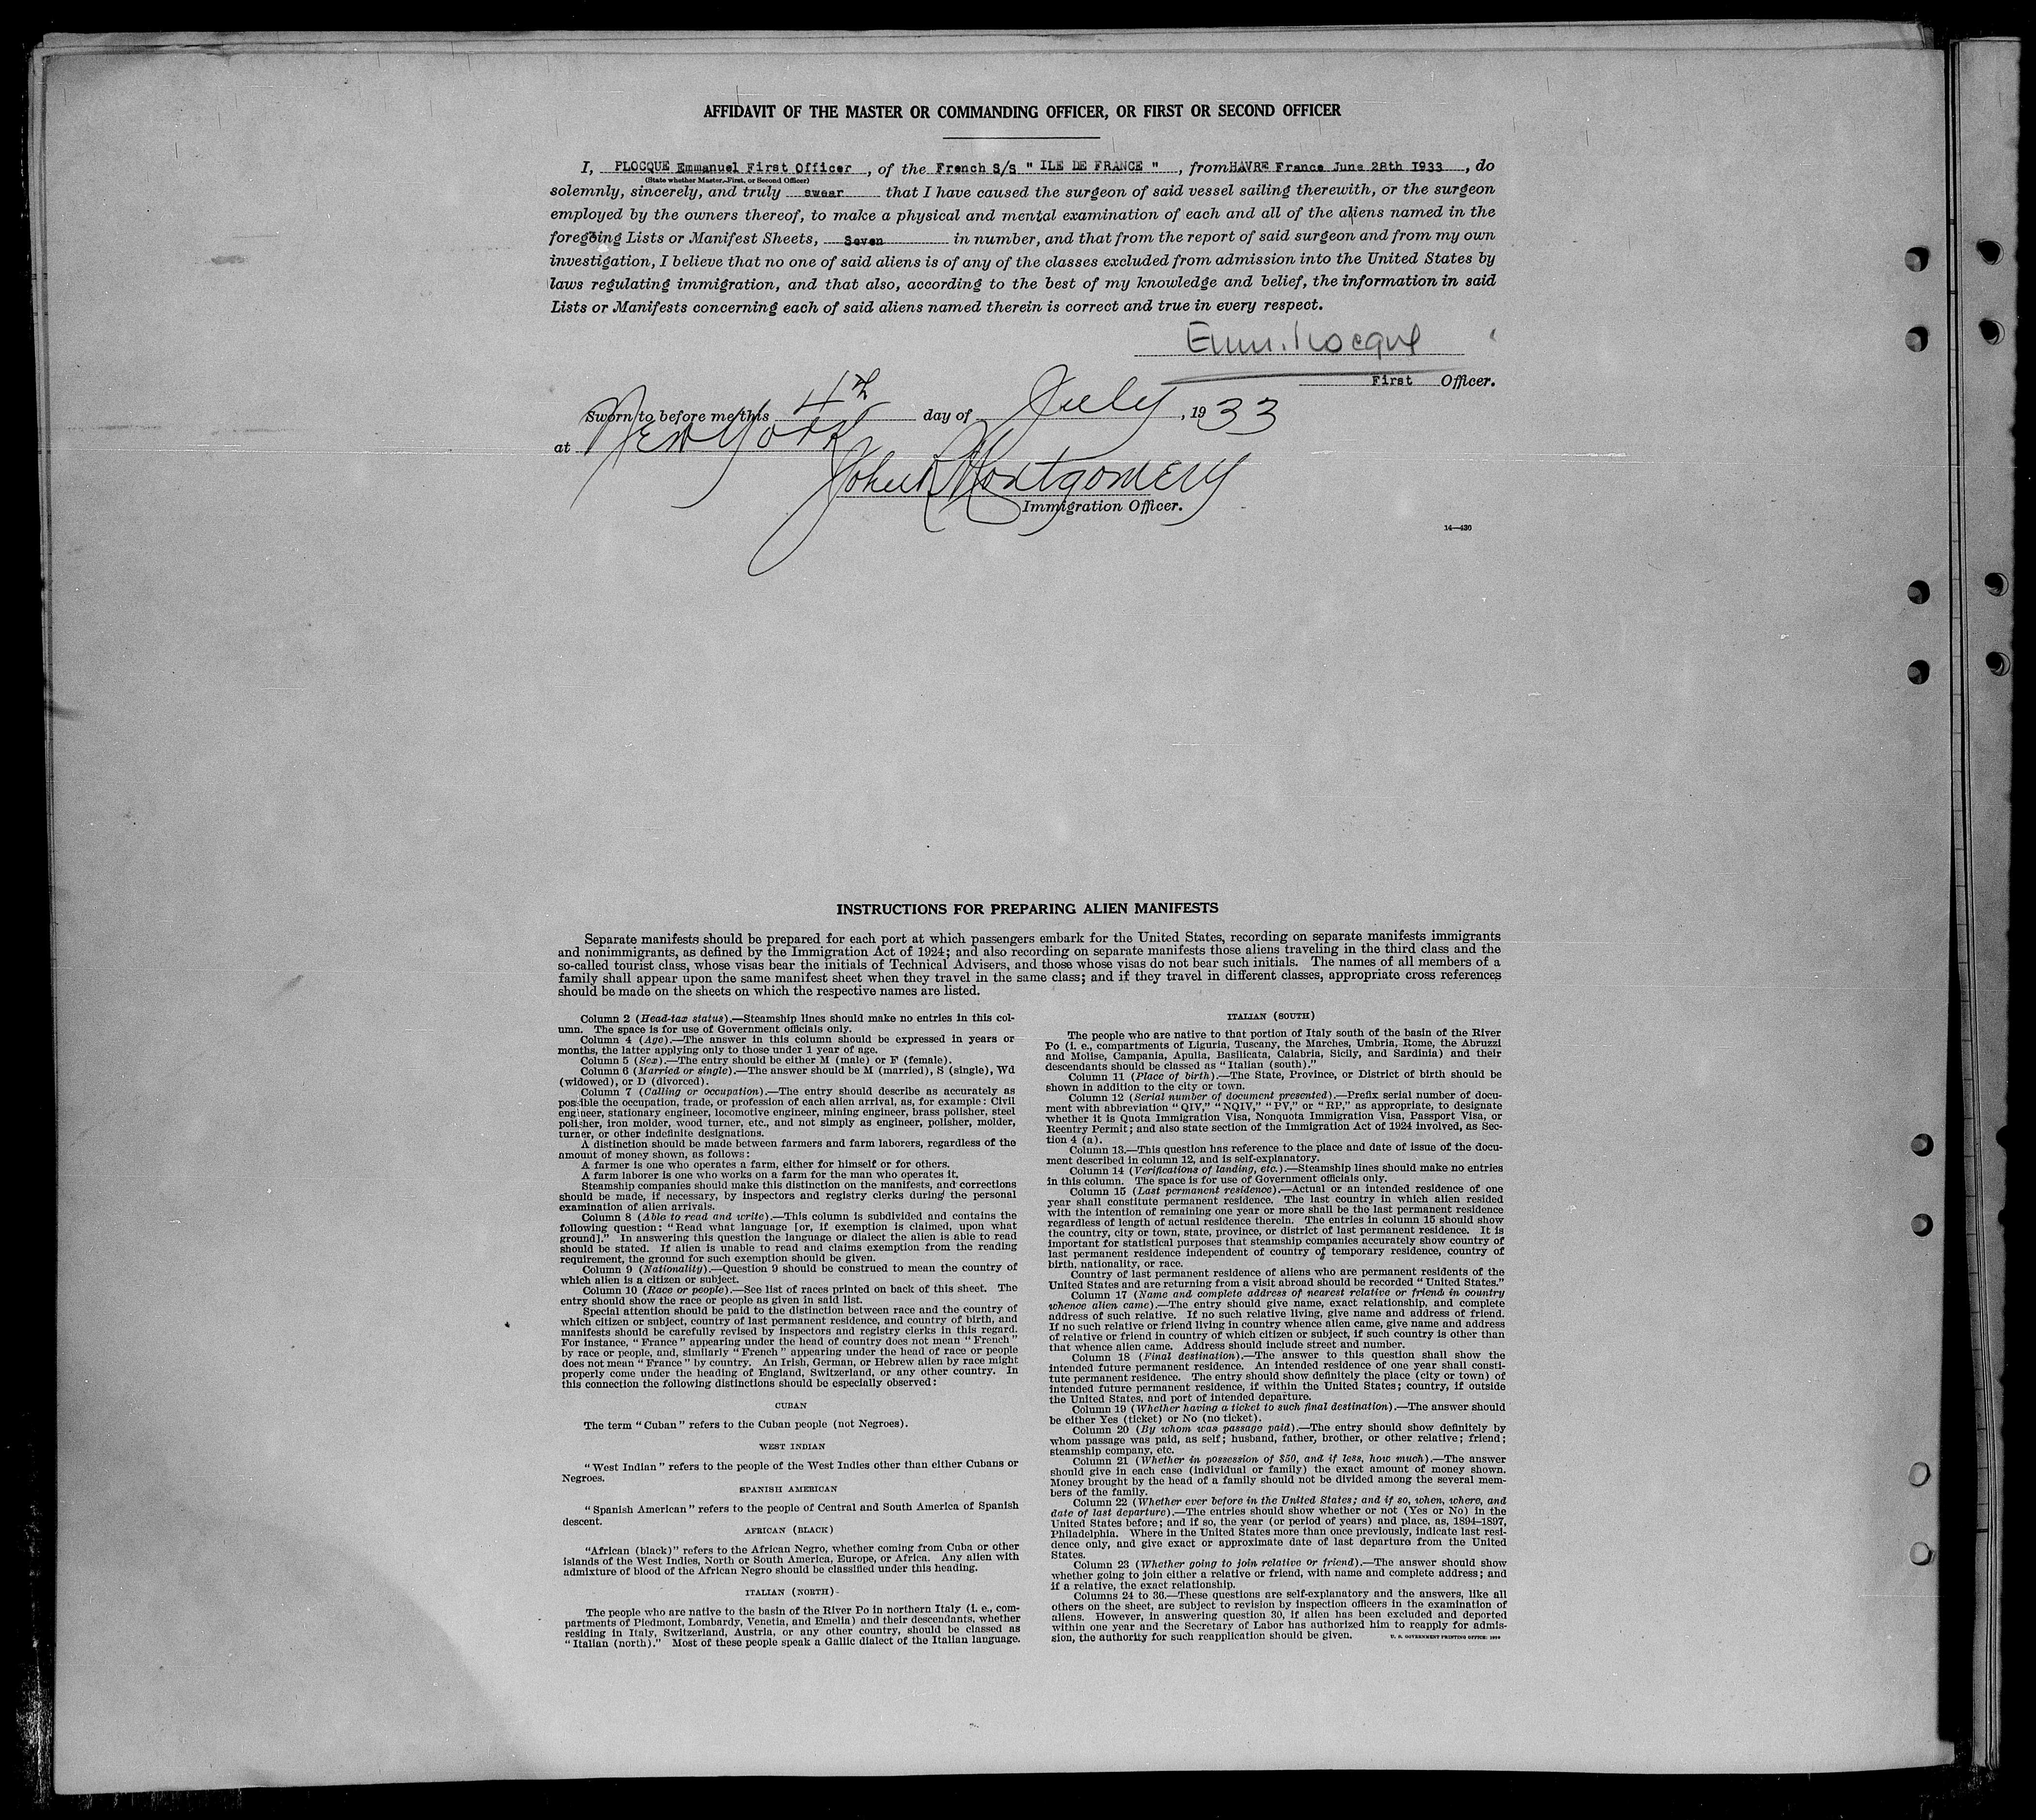 AFFIDAVIT OF THE MASTER OR COMMANDING OFFICER, OR FIRST OR SECOND OFFICER
I, PLOCQUE Emmanuel First Officer, of the French S/S " ILE DE FRANCE ", from HAVRE France June 28th 1933, do
(State whether Master, First, or Second Officer)
solemnly, sincerely, and truly swear that I have caused the surgeon of said vessel sailing therewith, or the surgeon
employed by the owners thereof, to make a physical and mental examination of each and all of the aliens named in the
foregoing Lists or Manifest Sheets, Seven in number, and that from the report of said surgeon and from my own
investigation, I believe that no one of said aliens is of any of the classes excluded from admission into the United States by
laws regulating immigration, and that also, according to the best of my knowledge and belief, the information in said
Lists or Manifests concerning each of said aliens named therein is correct and true in every respect.
Emm. Plocque
First Officer.
Sworn to before me this 4th day of July, 1933
at New York
John R Montgomery
Immigration Officer.
14—430
INSTRUCTIONS FOR PREPARING ALIEN MANIFESTS
Separate manifests should be prepared for each port at which passengers embark for the United States, recording on separate manifests immigrants
and nonimmigrants, as defined by the Immigration Act of 1924; and also recording on separate manifests those aliens traveling in the third class and the
so-called tourist class, whose visas bear the initials of Technical Advisers, and those whose visas do not bear such initials. The names of all members of a
family shall appear upon the same manifest sheet when they travel in the same class; and if they travel in different classes, appropriate cross references
should be made on the sheets on which the respective names are listed.
Column 2 (Head-tax status).—Steamship lines should make no entries in this col-
umn. The space is for use of Government officials only.
Column 4 (Age).—The answer in this column should be expressed in years or
months, the latter applying only to those under 1 year of age.
Column 5 (Sex).—The entry should be either M (male) or F (female).
Column 6 (Married or single).—The answer should be M (married), S (single), Wd
(widowed), or D (divorced).
Column 7 (Calling or occupation).—The entry should describe as accurately as
possible the occupation, trade, or profession of each alien arrival, as, for example: Civil
engineer, stationary engineer, locomotive engineer, mining engineer, brass polisher, steel
polisher, iron molder, wood turner, etc., and not simply as engineer, polisher, molder,
turner, or other indefinite designations.
A distinction should be made between farmers and farm laborers, regardless of the
amount of money shown, as follows:
A farmer is one who operates a farm, either for himself or for others.
A farm laborer is one who works on a farm for the man who operates it.
Steamship companies should make this distinction on the manifests, and corrections
should be made, if necessary, by inspectors and registry clerks during the personal
examination of alien arrivals.
Column 8 (Able to read and write).—This column is subdivided and contains the
following question: "Read what language [or, if exemption is claimed, upon what
ground]." In answering this question the language or dialect the alien is able to read
should be stated. If alien is unable to read and claims exemption from the reading
requirement, the ground for such exemption should be given.
Column 9 (Nationality).—Question 9 should be construed to mean the country of
which alien is a citizen or subject.
Column 10 (Race or people).—See list of races printed on back of this sheet. The
entry should show the race or people as given in said list.
Special attention should be paid to the distinction between race and the country of
which citizen or subject, country of last permanent residence, and country of birth, and
manifests should be carefully revised by inspectors and registry clerks in this regard.
For instance, "France" appearing under the head of country does not mean "French"
by race or people, and, similarly "French" appearing under the head of race or people
does not mean "France" by country. An Irish, German, or Hebrew alien by race might
properly come under the heading of England, Switzerland, or any other country. In
this connection the following distinctions should be especially observed:
CUBAN
The term "Cuban" refers to the Cuban people (not Negroes).
WEST INDIAN
"West Indian" refers to the people of the West Indies other than either Cubans or
Negroes.
SPANISH AMERICAN
"Spanish American" refers to the people of Central and South America of Spanish
descent.
AFRICAN (BLACK)
"African (black)" refers to the African Negro, whether coming from Cuba or other
islands of the West Indies, North or South America, Europe, or Africa. Any alien with
admixture of blood of the African Negro should be classified under this heading.
ITALIAN (NORTH)
The people who are native to the basin of the River Po in northern Italy (i. e., com-
partments of Piedmont, Lombardy, Venetia, and Emelia) and their descendants, whether
residing in Italy, Switzerland, Austria, or any other country, should be classed as
"Italian (north)." Most of these people speak a Gallic dialect of the Italian language.
ITALIAN (SOUTH)
The people who are native to that portion of Italy south of the basin of the River
Po (i. e., compartments of Liguria, Tuscany, the Marches, Umbria, Rome, the Abruzzi
and Molise, Campania, Apulia, Basilicata, Calabria, Sicily, and Sardinia) and their
descendants should be classed as "Italian (south)."
Column 11 (Place of birth).—The State, Province, or District of birth should be
shown in addition to the city or town.
Column 12 (Serial number of document presented).—Prefix serial number of docu-
ment with abbreviation "QIV," "NQIV," "PV," or "RP," as appropriate, to designate
whether it is Quota Immigration Visa, Nonquota Immigration Visa, Passport Visa, or
Reentry Permit; and also state section of the Immigration Act of 1924 involved, as Sec-
tion 4 (a).
Column 13.—This question has reference to the place and date of issue of the docu-
ment described in column 12, and is self-explanatory.
Column 14 (Verifications of landing, etc.).—Steamship lines should make no entries
in this column. The space is for use of Government officials only.
Column 15 (Last permanent residence).—Actual or an intended residence of one
year shall constitute permanent residence. The last country in which alien resided
with the intention of remaining one year or more shall be the last permanent residence
regardless of length of actual residence therein. The entries in column 15 should show
the country, city or town, state, province, or district of last permanent residence. It is
important for statistical purposes that steamship companies accurately show country of
last permanent residence independent of country of temporary residence, country of
birth, nationality, or race.
Country of last permanent residence of aliens who are permanent residents of the
United States and are returning from a visit abroad should be recorded "United States."
Column 17 (Name and complete address of nearest relative or friend in country
whence alien came).—The entry should give name, exact relationship, and complete
address of such relative. If no such relative living, give name and address of friend.
If no such relative or friend living in country whence alien came, give name and address
of relative or friend in country of which citizen or subject, if such country is other than
that whence alien came. Address should include street and number.
Column 18 (Final destination).—The answer to this question shall show the
intended future permanent residence. An intended residence of one year shall consti-
tute permanent residence. The entry should show definitely the place (city or town) of
intended future permanent residence, if within the United States; country, if outside
the United States, and port of intended departure.
Column 19 (Whether having a ticket to such final destination).—The answer should
be either Yes (ticket) or No (no ticket).
Column 20 (By whom was passage paid).—The entry should show definitely by
whom passage was paid, as self; husband, father, brother, or other relative; friend;
steamship company, etc.
Column 21 (Whether in possession of $50, and if less, how much).—The answer
should give in each case (individual or family) the exact amount of money shown.
Money brought by the head of a family should not be divided among the several mem-
bers of the family.
Column 22 (Whether ever before in the United States; and if so, when, where, and
date of last departure).—The entries should show whether or not (Yes or No) in the
United States before; and if so, the year (or period of years) and place, as, 1894–1897,
Philadelphia. Where in the United States more than once previously, indicate last resi-
dence only, and give exact or approximate date of last departure from the United
States.
Column 23 (Whether going to join relative or friend).—The answer should show
whether going to join either a relative or friend, with name and complete address; and
if a relative, the exact relationship.
Columns 24 to 36.—These questions are self-explanatory and the answers, like all
others on the sheet, are subject to revision by inspection officers in the examination of
aliens. However, in answering question 30, if alien has been excluded and deported
within one year and the Secretary of Labor has authorized him to reapply for admis-
sion, the authority for such reapplication should be given.
U. S. GOVERNMENT PRINTING OFFICE: